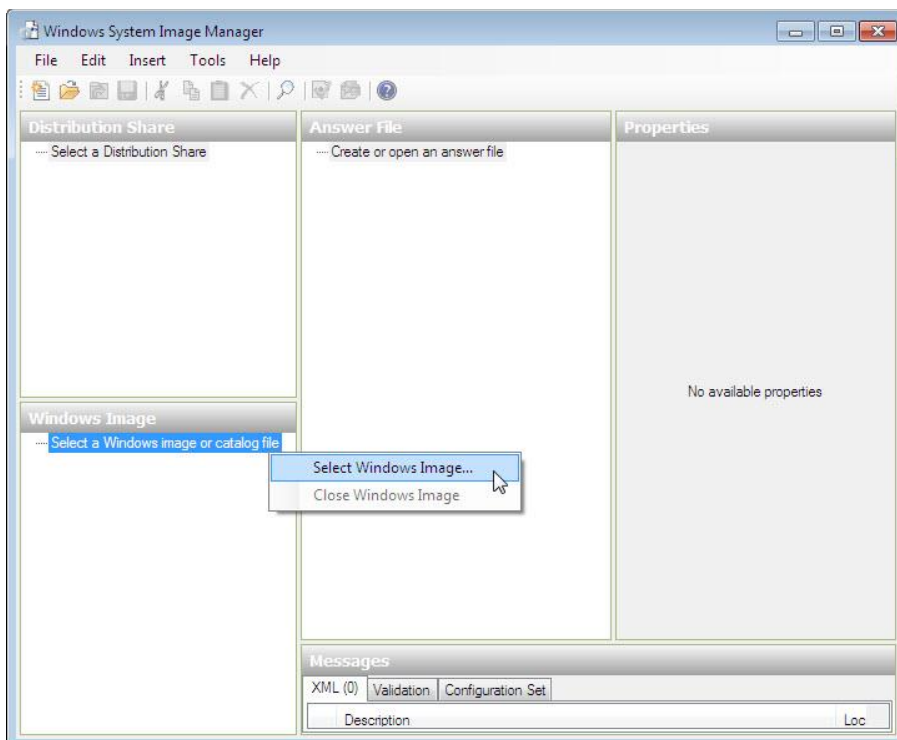 Windows System Image Manager
File Edit Insert Tools Help
Distribution Share
Select a Distribution Share
Answer File
Create or open an answer file
Properties
No available properties
Windows Image
Select a Windows image or catalog file
Select Windows Image...
Close Windows Image
Messages
XML (0) Validation Configuration Set
Description Loc